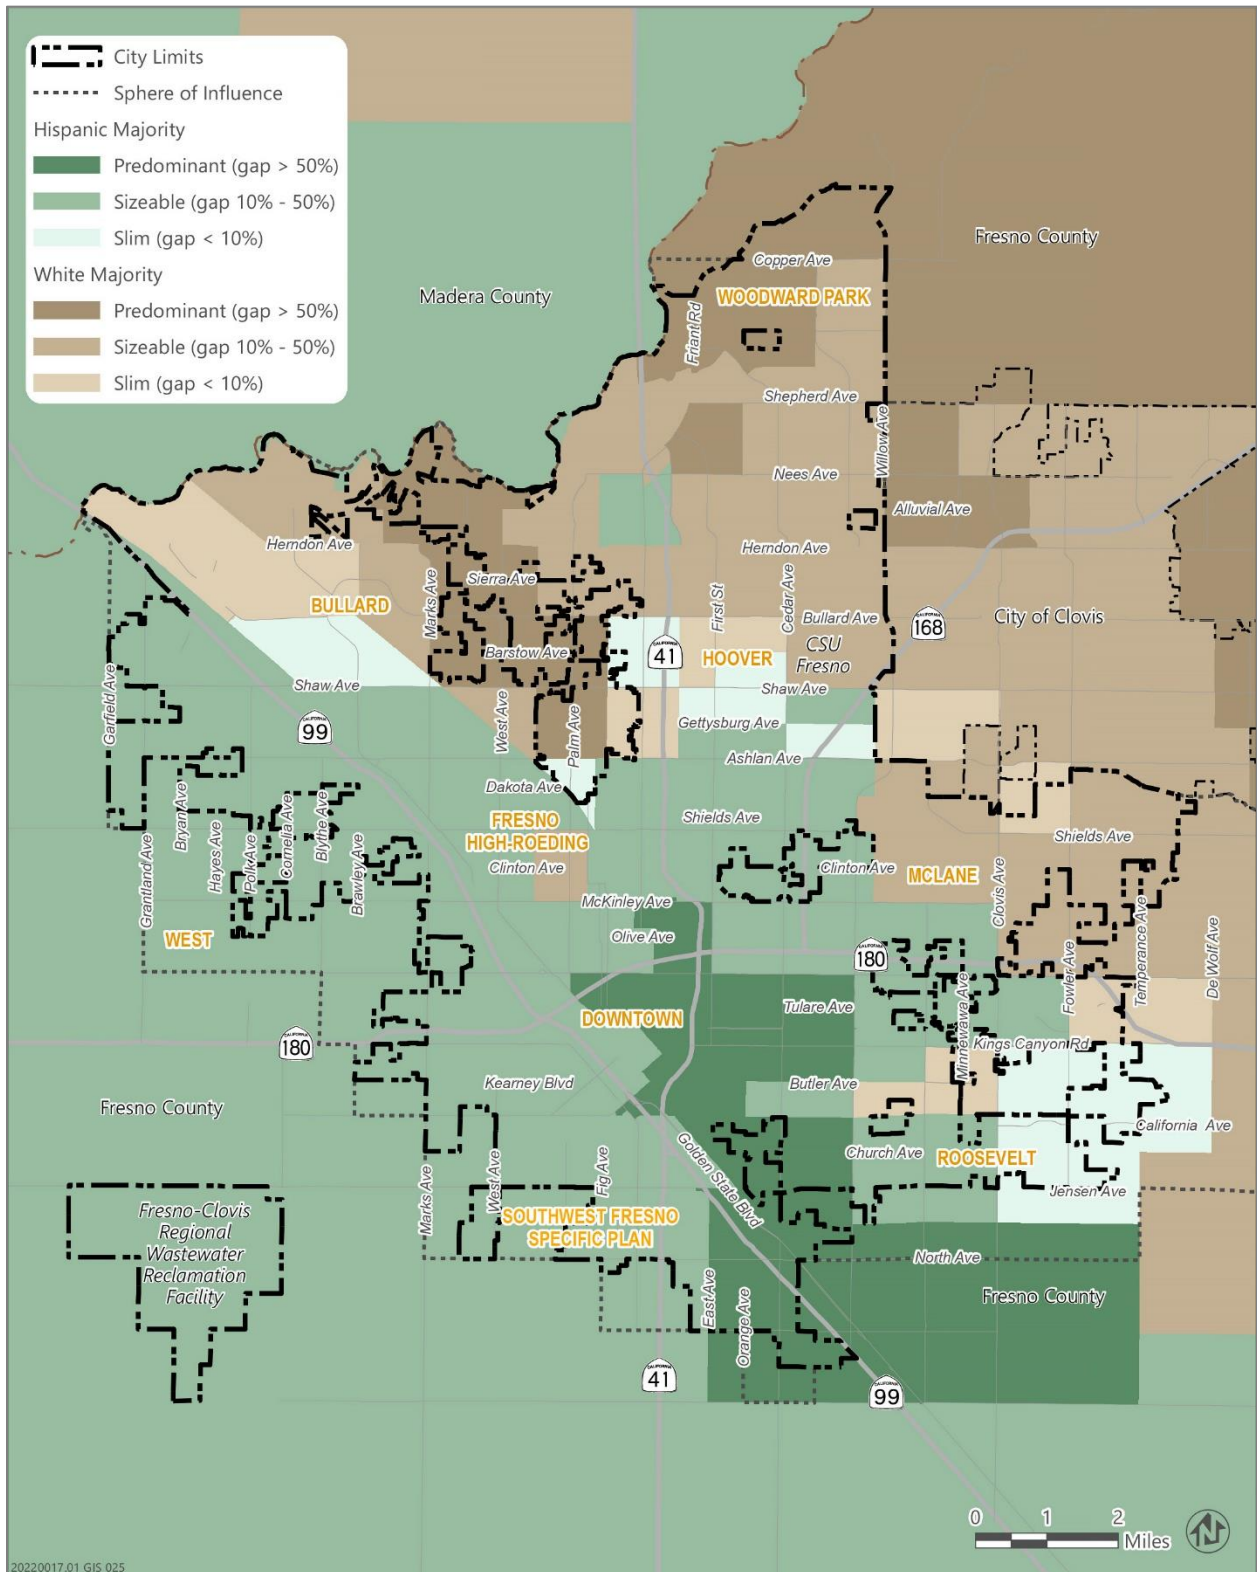 City Limits
Sphere of Influence
Hispanic Majority
Predominant (gap > 50%)
Sizeable (gap 10% - 50%)
Slim (gap < 10%)
White Majority
Predominant (gap > 50%)
Sizeable (gap 10% - 50%)
Slim (gap < 10%)
Fresno County
Copper Ave
Madera County
WOODWARD PARK
Friant Rd
Shepherd Ave
Willow Ave
Nees Ave
Alluvial Ave
Herndon Ave
Herndon Ave
Sierra Ave
BULLARD
Marks Ave
First St
Cedar Ave
Bullard Ave
CALIFORNIA
168
City of Clovis
Barstow Ave
CALIFORNIA
41
HOOVER
CSU
Fresno
Garfield Ave
Shaw Ave
Shaw Ave
CALIFORNIA
99
West Ave
Palm Ave
Gettysburg Ave
Ashlan Ave
Dakota Ave
Grantland Ave
Bryan Ave
Hayes Ave
Polk Ave
Cornelia Ave
Blythe Ave
Brawley Ave
FRESNO
HIGH-ROEDING
Shields Ave
Shields Ave
Clinton Ave
Clinton Ave
MCLANE
Clovis Ave
McKinley Ave
WEST
Olive Ave
CALIFORNIA
180
Fowler Ave
Temperance Ave
De Wolf Ave
DOWNTOWN
Tulare Ave
Minnewawa Ave
CALIFORNIA
180
Kings Canyon Rd
Kearney Blvd
Butler Ave
Fresno County
California Ave
Golden State Blvd
Church Ave
ROOSEVELT
Marks Ave
West Ave
Fig Ave
Jensen Ave
Fresno-Clovis
Regional
Wastewater
Reclamation
Facility
SOUTHWEST FRESNO
SPECIFIC PLAN
North Ave
East Ave
Orange Ave
Fresno County
CALIFORNIA
41
CALIFORNIA
99
0 1 2
Miles
N
20220017.01 GIS 025